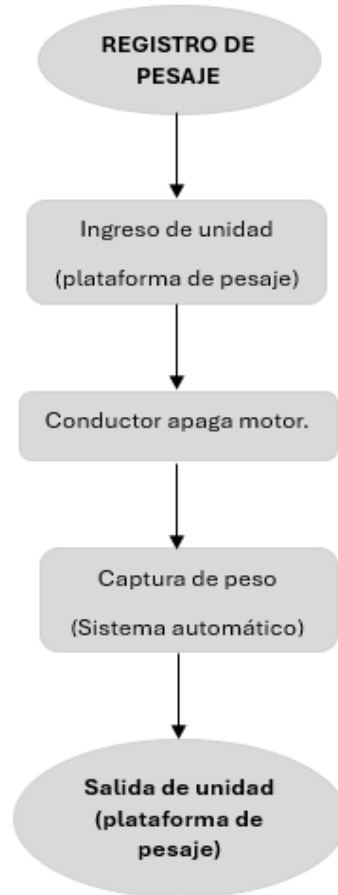 REGISTRO DE
PESAJE
Ingreso de unidad
(plataforma de pesaje)
Conductor apaga motor.
Captura de peso
(Sistema automático)
Salida de unidad
(plataforma de
pesaje)